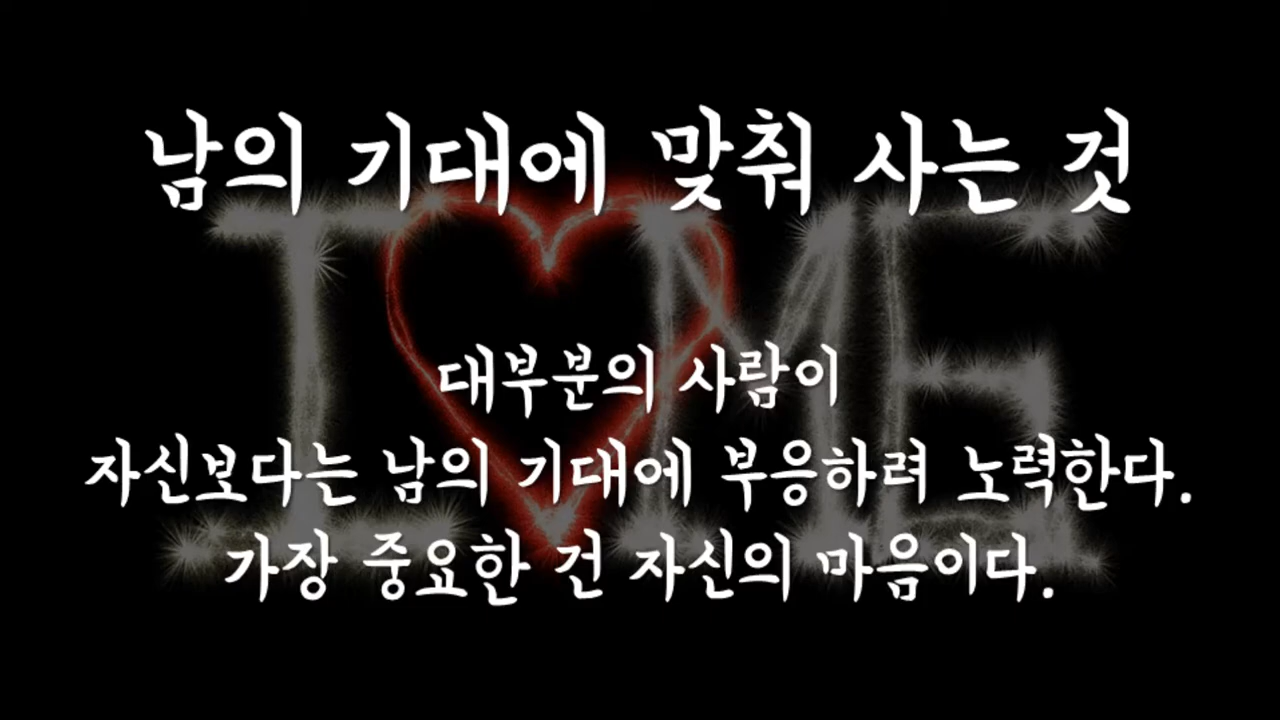 남의 기대에 맞춰 사는 것
I ME
대부분의 사람이
자신보다는 남의 기대에 부응하려 노력한다.
가장 중요한 건 자신의 마음이다.